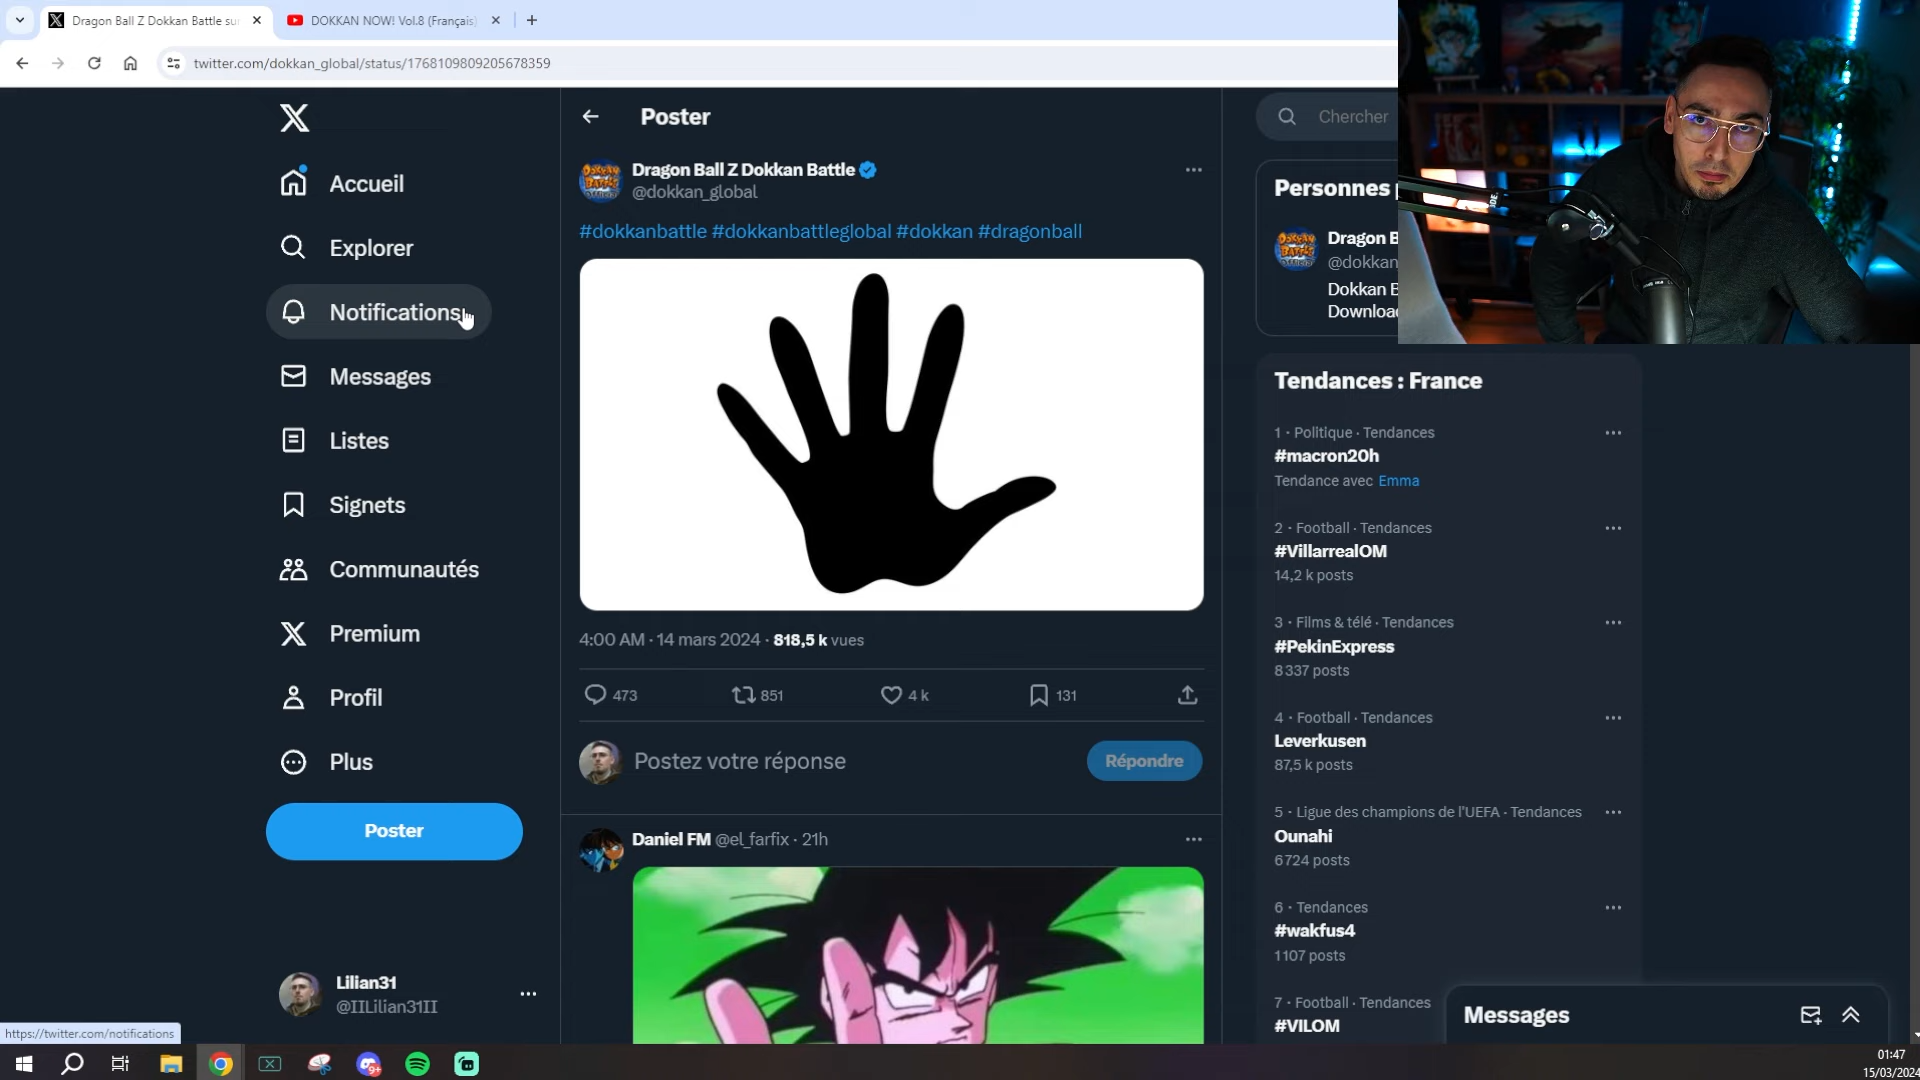 Dragon Ball Z Dokkan Battle su
DOKKAN NOW! Vol.8 (Français)
twitter.com/dokkan_global/status/1768109809205678359
Accueil
Explorer
Notifications
Messages
Listes
Signets
Communautés
Premium
Profil
Plus
Poster
Lilian31
@IILilian31II
https://twitter.com/notifications
Poster
Dragon Ball Z Dokkan Battle
@dokkan_global
#dokkanbattle #dokkanbattleglobal #dokkan #dragonball
4:00 AM · 14 mars 2024 · 818,5 k vues
473 851 4 k 131
Postez votre réponse
Répondre
Daniel FM @el_farfix · 21h
Chercher
Personnes
Dragon B
@dokkan
Dokkan B
Download
Tendances : France
1 · Politique · Tendances
#macron20h
Tendance avec Emma
2 · Football · Tendances
#VillarrealOM
14,2 k posts
3 · Films & télé · Tendances
#PekinExpress
8 337 posts
4 · Football · Tendances
Leverkusen
87,5 k posts
5 · Ligue des champions de l'UEFA · Tendances
Ounahi
6 724 posts
6 · Tendances
#wakfus4
1 107 posts
7 · Football · Tendances
#VILOM
Messages
9+
01:47
15/03/2024